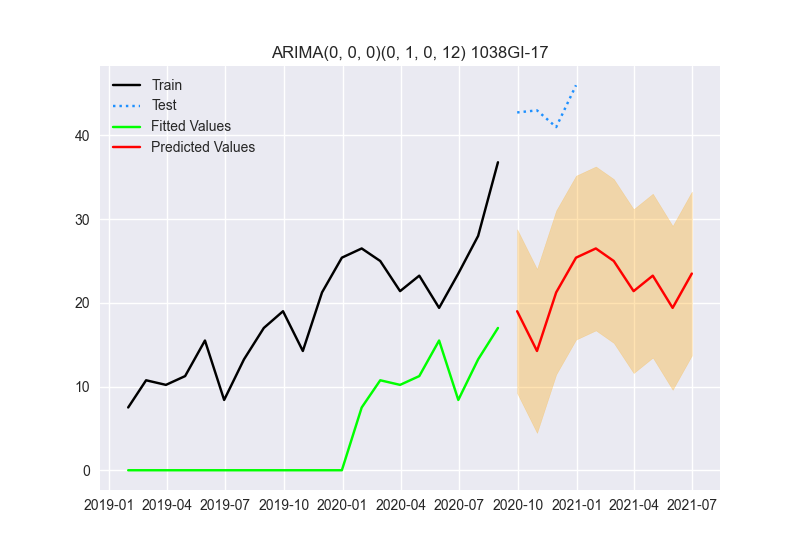 ARIMA(0, 0, 0)(0, 1, 0, 12) 1038GI-17
Train
Test
Fitted Values
Predicted Values
40
30
20
10
0
2019-01 2019-04 2019-07 2019-10 2020-01 2020-04 2020-07 2020-10 2021-01 2021-04 2021-07